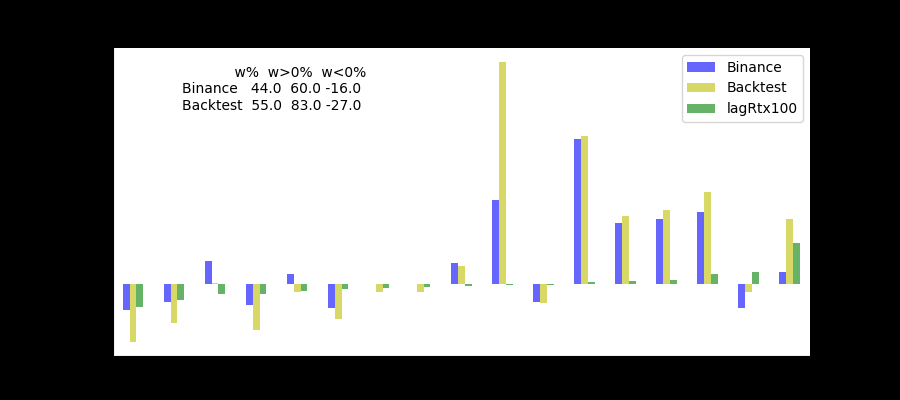 w% w>0% w<0%
Binance 44.0 60.0 -16.0
Backtest 55.0 83.0 -27.0
Binance
Backtest
lagRtx100